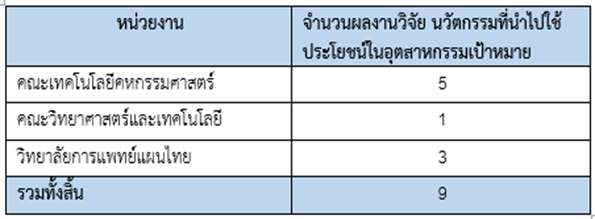 หน่วยงาน
จำนวนผลงานวิจัย นวัตกรรมที่นำไปใช้
ประโยชน์ในอุตสาหกรรมเป้าหมาย
คณะเทคโนโลยีคหกรรมศาสตร์ 5
คณะวิทยาศาสตร์และเทคโนโลยี 1
วิทยาลัยการแพทย์แผนไทย 3
รวมทั้งสิ้น 9